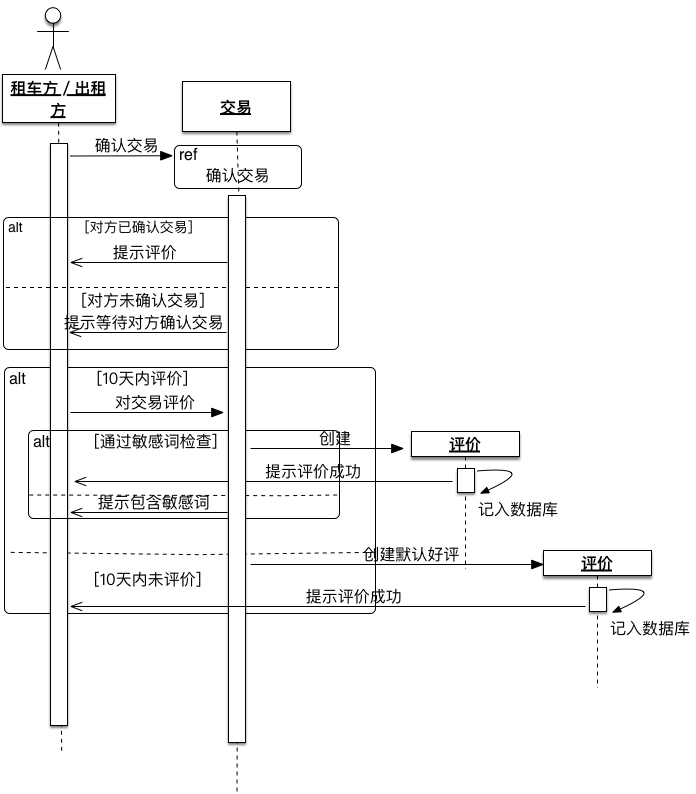 租车方 / 出租
方
交易
确认交易
ref
确认交易
alt
[对方已确认交易]
提示评价
[对方未确认交易]
提示等待对方确认交易
alt
[10天内评价]
对交易评价
alt
[通过敏感词检查]
创建
评价
提示评价成功
提示包含敏感词
记入数据库
创建默认好评
评价
[10天内未评价]
提示评价成功
记入数据库